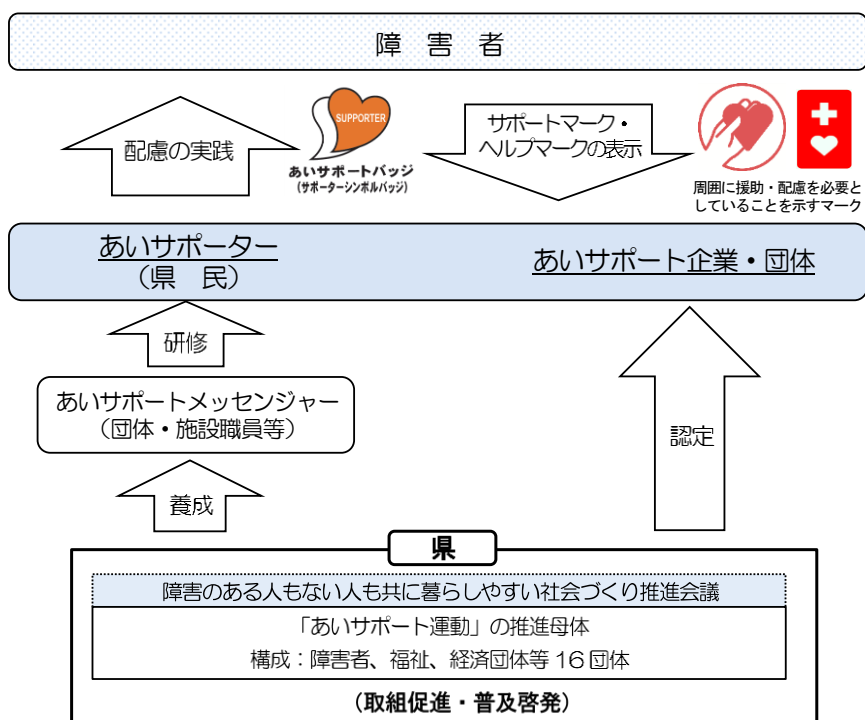 障 害 者
配慮の実践
SUPPORTER
あいサポートバッジ
(サポーターシンボルバッジ)
サポートマーク・
ヘルプマークの表示
周囲に援助・配慮を必要と
していることを示すマーク
あいサポーター
（県 民）
あいサポート企業・団体
研修
あいサポートメッセンジャー
（団体・施設職員等）
認定
養成
県
障害のある人もない人も共に暮らしやすい社会づくり推進会議
「あいサポート運動」の推進母体
構成：障害者、福祉、経済団体等 16 団体
（取組促進・普及啓発）